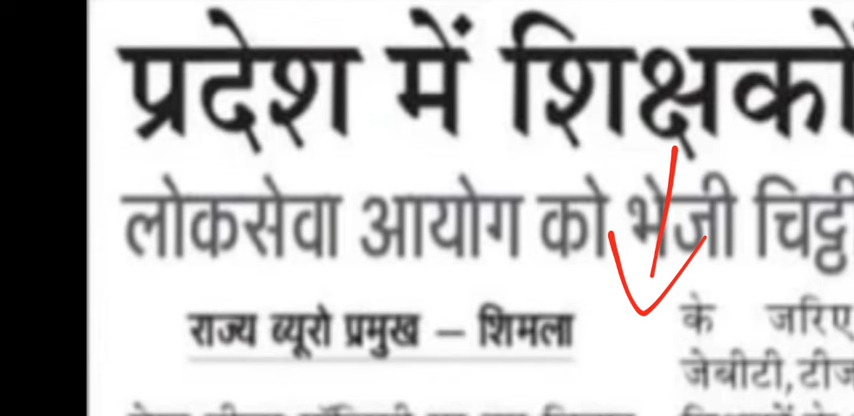 प्रदेश में शिक्षकों
लोकसेवा आयोग को भेजी चिट्ठी
राज्य ब्यूरो प्रमुख – शिमला
के जरिए
जेबीटी, टीज